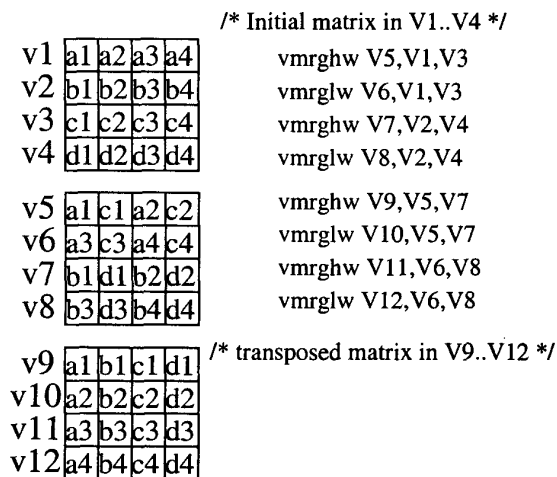 /* Initial matrix in V1..V4 */
v1 a1 a2 a3 a4 vmrghw V5,V1,V3
v2 b1 b2 b3 b4 vmrglw V6,V1,V3
v3 c1 c2 c3 c4 vmrghw V7,V2,V4
v4 d1 d2 d3 d4 vmrglw V8,V2,V4
v5 a1 c1 a2 c2 vmrghw V9,V5,V7
v6 a3 c3 a4 c4 vmrglw V10,V5,V7
v7 b1 d1 b2 d2 vmrghw V11,V6,V8
v8 b3 d3 b4 d4 vmrglw V12,V6,V8
v9 a1 b1 c1 d1 /* transposed matrix in V9..V12 */
v10 a2 b2 c2 d2
v11 a3 b3 c3 d3
v12 a4 b4 c4 d4